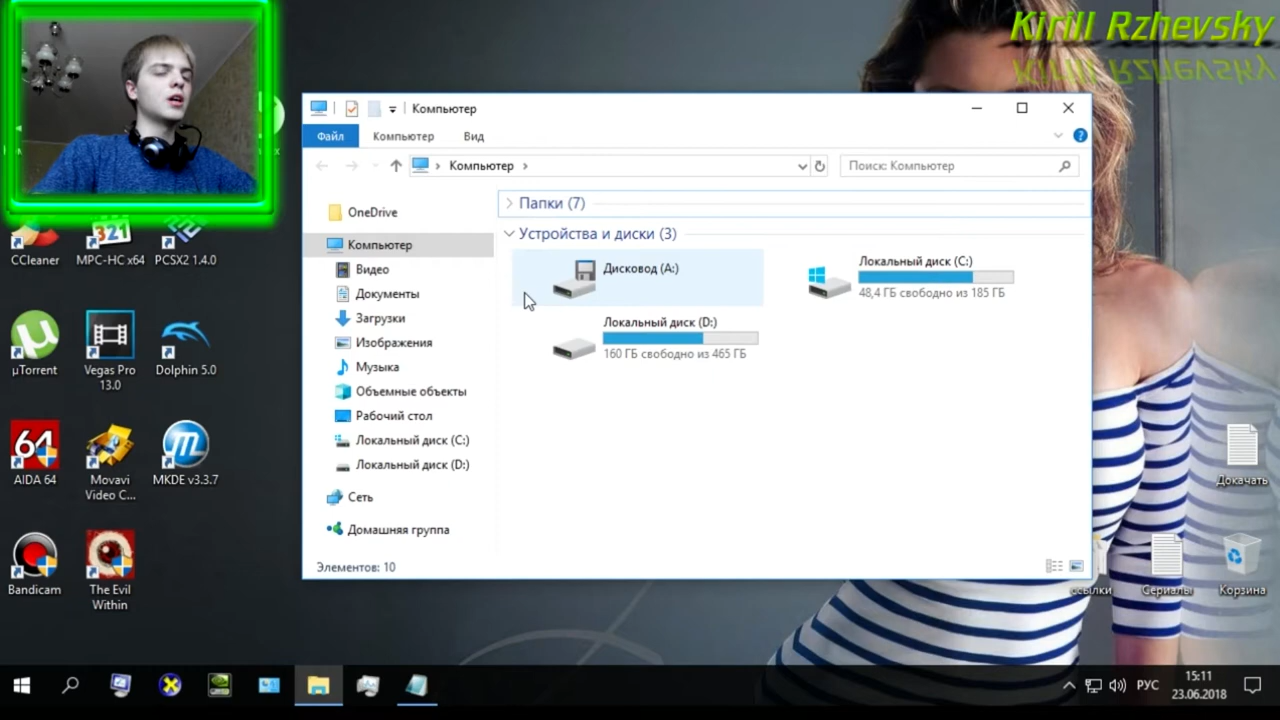 Kirill Rzhevsky
Компьютер
Файл
Компьютер
Вид
Компьютер
Поиск: Компьютер
OneDrive
Компьютер
Видео
Документы
Загрузки
Изображения
Музыка
Объемные объекты
Рабочий стол
Локальный диск (C:)
Локальный диск (D:)
Сеть
Домашняя группа
Папки (7)
Устройства и диски (3)
Дисковод (A:)
Локальный диск (C:)
48,4 ГБ свободно из 185 ГБ
Локальный диск (D:)
160 ГБ свободно из 465 ГБ
Элементов: 10
CCleaner
321
MPC-HC x64
PCSX2 1.4.0
µTorrent
Vegas Pro
13.0
Dolphin 5.0
64
AIDA 64
Movavi
Video C...
MKDE v3.3.7
Bandicam
The Evil
Within
Докачать
ссылки
Сериалы
Корзина
РУС
15:11
23.06.2018